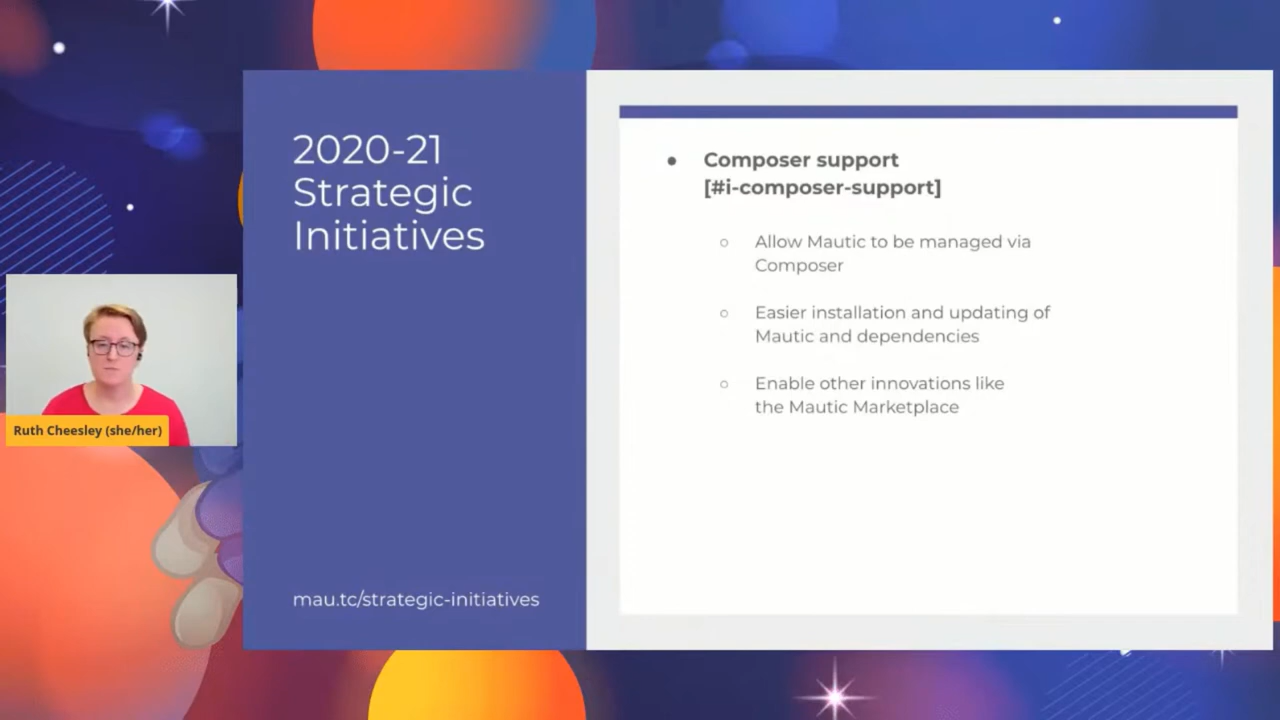 2020-21
Strategic
Initiatives
mau.tc/strategic-initiatives
Composer support
[#i-composer-support]
Allow Mautic to be managed via
Composer
Easier installation and updating of
Mautic and dependencies
Enable other innovations like
the Mautic Marketplace
Ruth Cheesley (she/her)